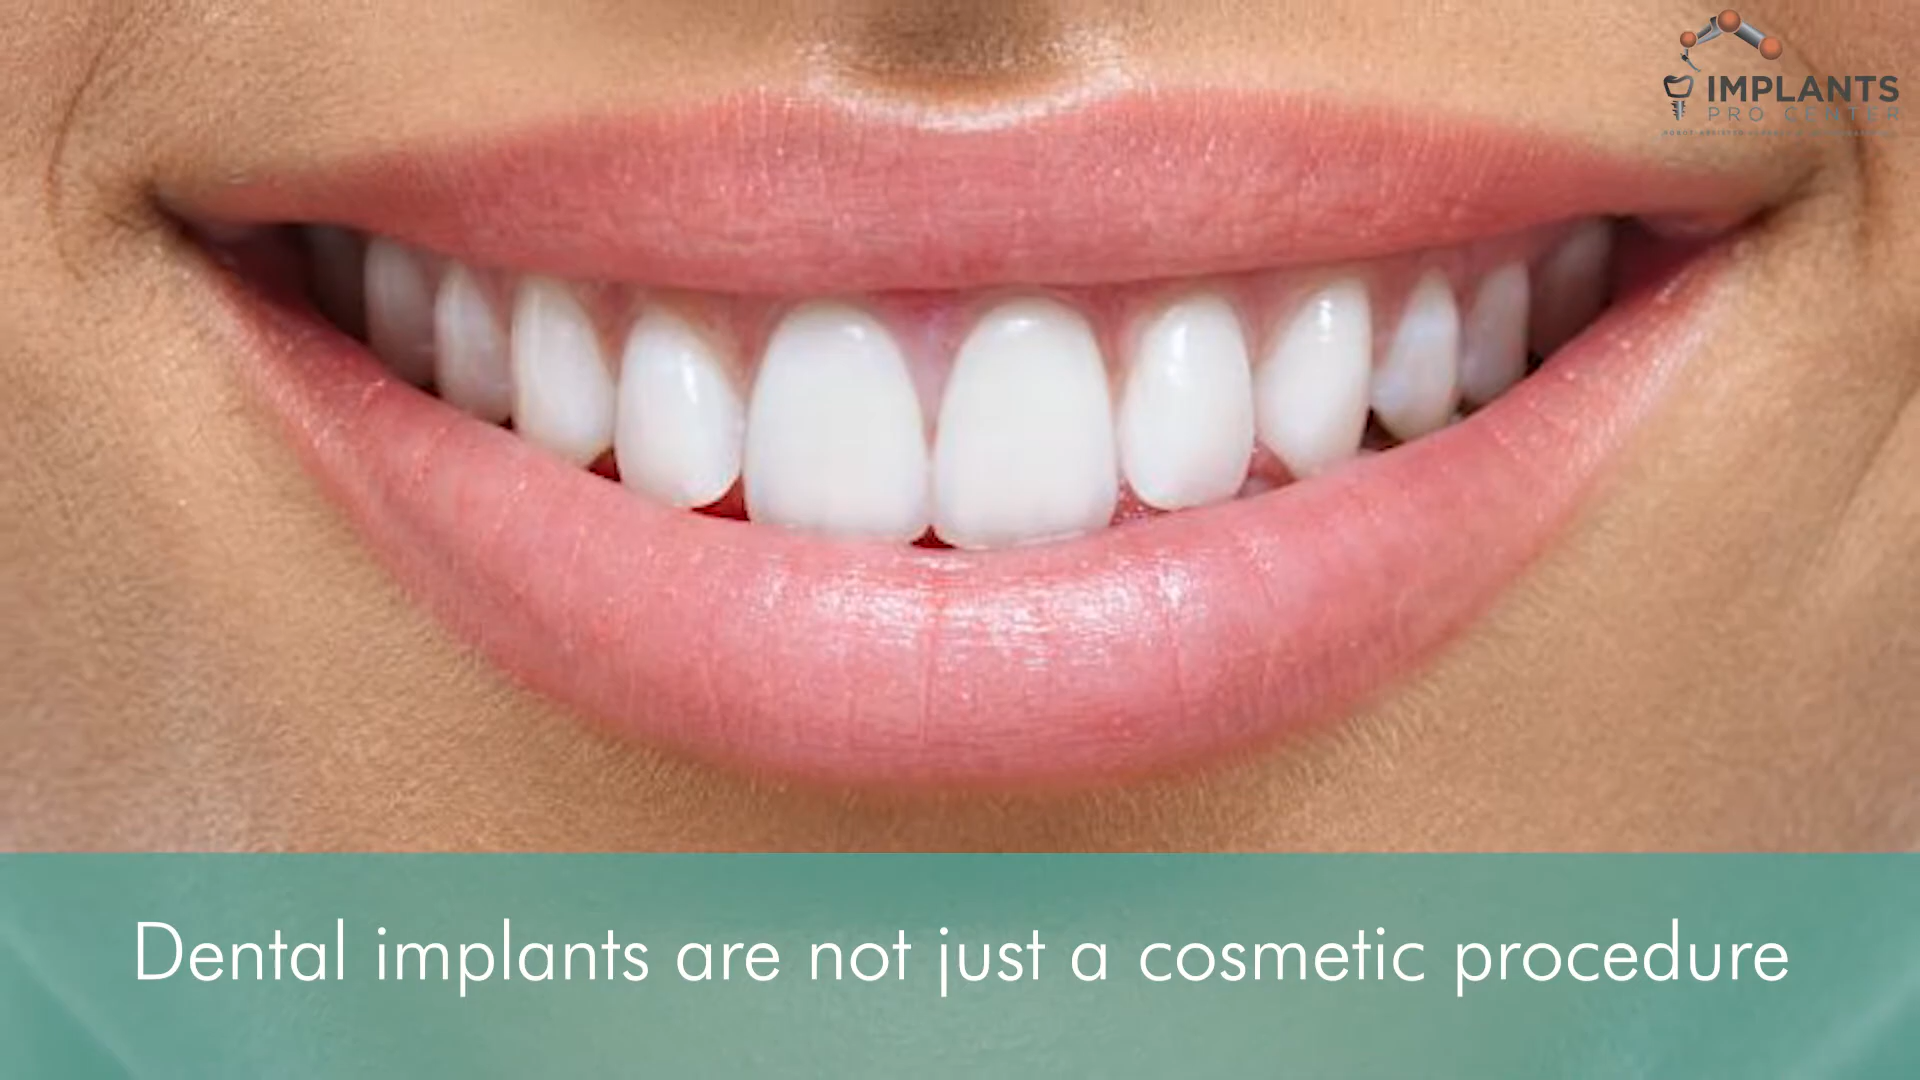 IMPLANTS
PRO CENTER
Dental implants are not just a cosmetic procedure